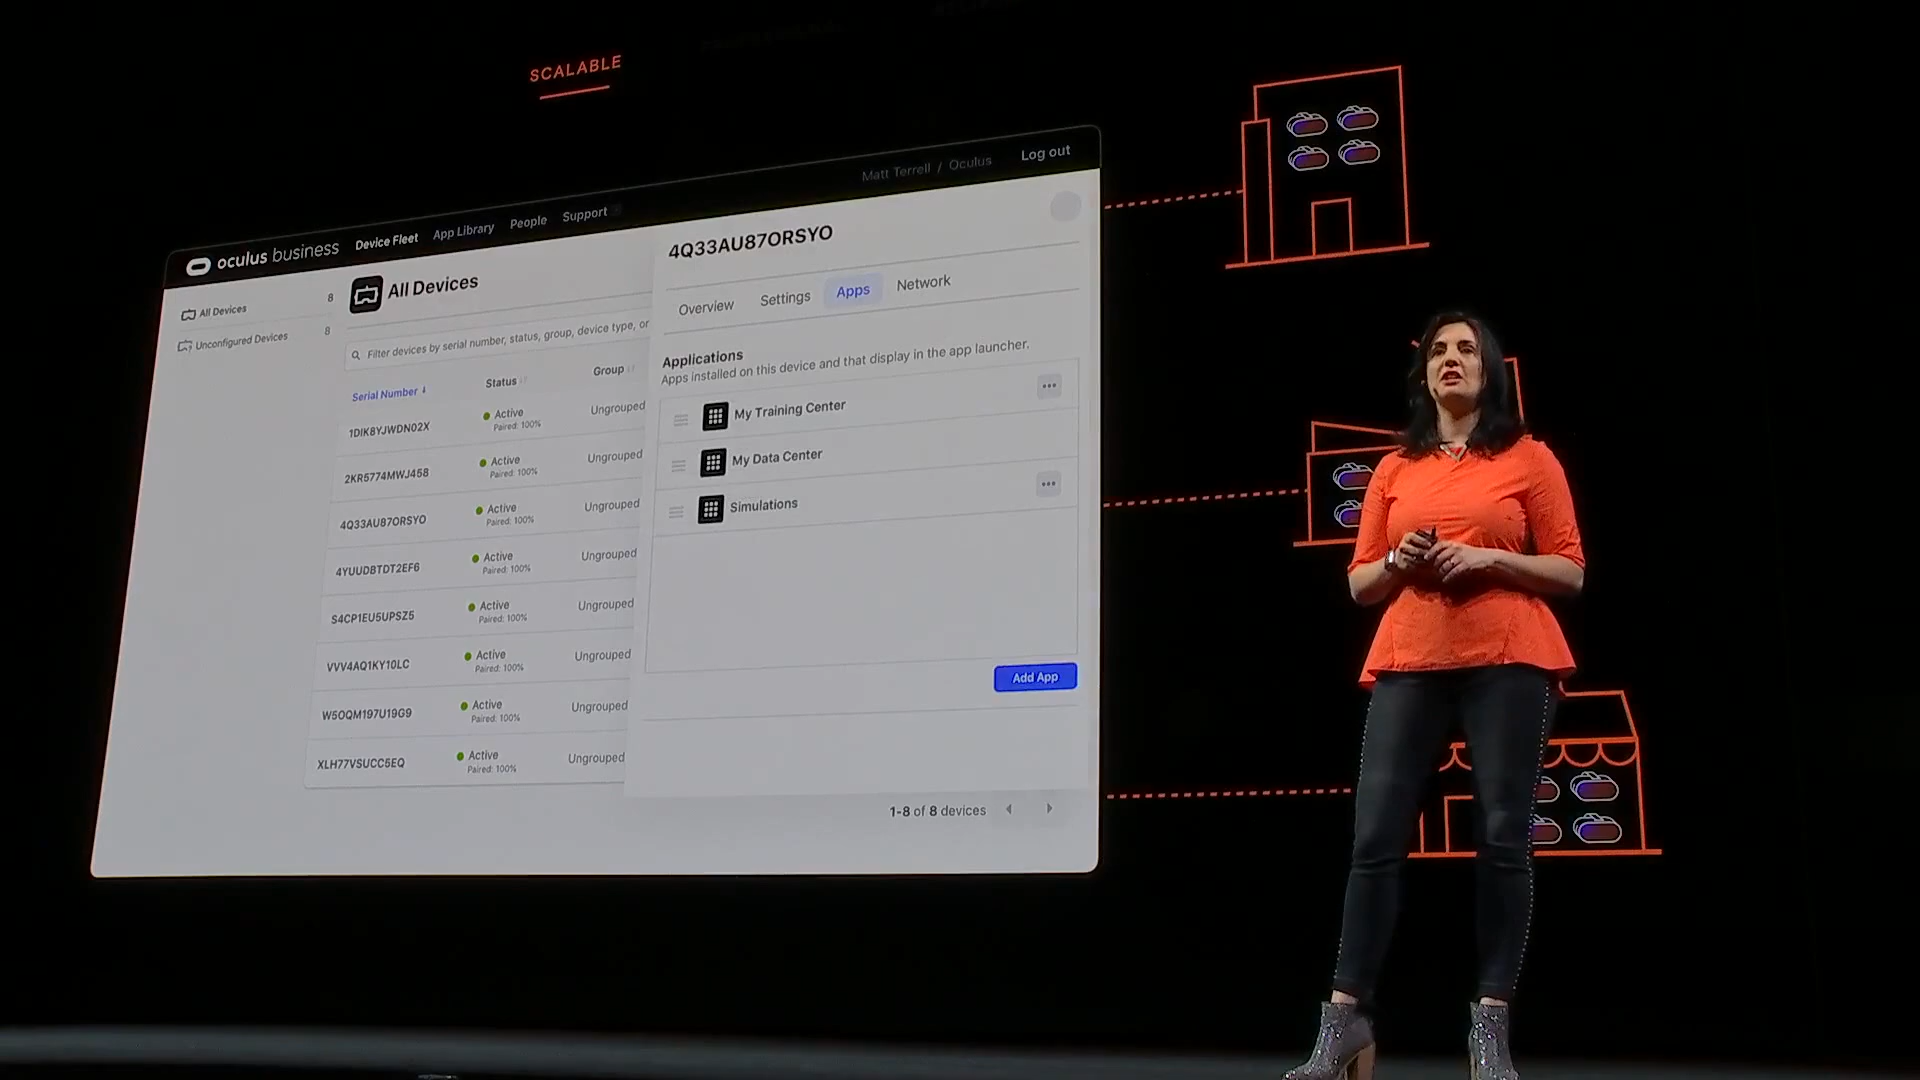 SCALABLE
Matt Terrell / Oculus
Log out
oculus business
Device Fleet
App Library
People
Support
All Devices 8
Unconfigured Devices 8
All Devices
Filter devices by serial number, status, group, device type, or
Serial Number
Status
Group
1DIK8YJWDN02X
Active
Paired: 100%
Ungrouped
2KR5774MWJ458
Active
Paired: 100%
Ungrouped
4Q33AU87ORSYO
Active
Paired: 100%
Ungrouped
4YUUDBTDT2EF6
Active
Paired: 100%
Ungrouped
S4CP1EU5UPSZ5
Active
Paired: 100%
Ungrouped
VVV4AQ1KY10LC
Active
Paired: 100%
Ungrouped
W5OQM197U19G9
Active
Paired: 100%
Ungrouped
XLH77VSUCC5EQ
Active
Paired: 100%
Ungrouped
4Q33AU87ORSYO
Overview
Settings
Apps
Network
Applications
Apps installed on this device and that display in the app launcher.
My Training Center
My Data Center
Simulations
Add App
1-8 of 8 devices